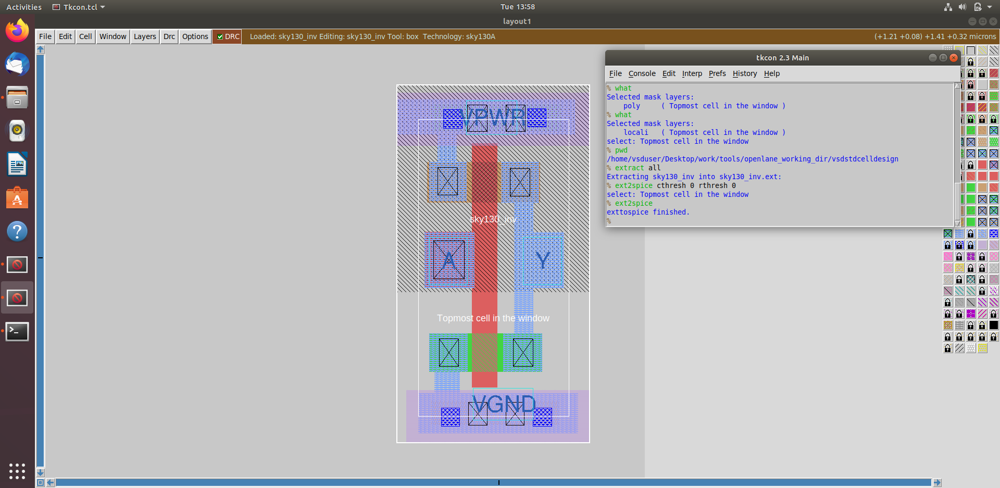 Activities
Tkcon.tcl
Tue 13:58
layout1
File Edit Cell Window Layers Drc Options DRC
Loaded: sky130_inv Editing: sky130_inv Tool: box Technology: sky130A
(+1.21 +0.08) +1.41 +0.32 microns
tkcon 2.3 Main
File Console Edit Interp Prefs History Help
% what
Selected mask layers:
poly ( Topmost cell in the window )
% what
Selected mask layers:
locali ( Topmost cell in the window )
select: Topmost cell in the window
% pwd
/home/vsduser/Desktop/work/tools/openlane_working_dir/vsdstdcelldesign
% extract all
Extracting sky130_inv into sky130_inv.ext:
% ext2spice cthresh 0 rthresh 0
select: Topmost cell in the window
% ext2spice
exttospice finished.
%
VPWR
sky130_inv
A
Y
Topmost cell in the window
VGND